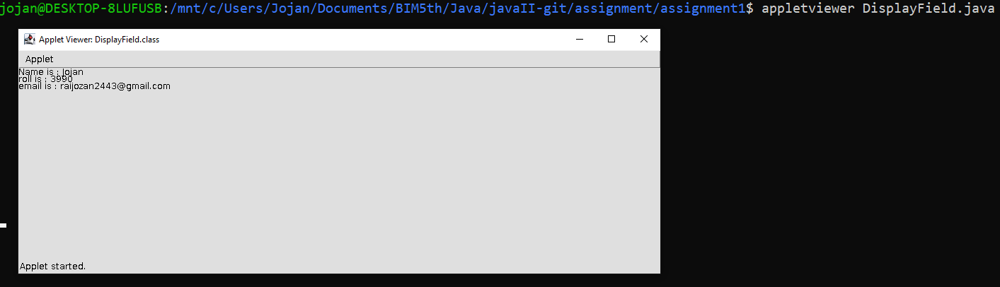 jojan@DESKTOP-8LUFUSB:/mnt/c/Users/Jojan/Documents/BIM5th/Java/javaII-git/assignment/assignment1$ appletviewer DisplayField.java
Applet Viewer: DisplayField.class
Applet
Name is : Jojan
roll is : 3990
email is : raijozan2443@gmail.com
Applet started.